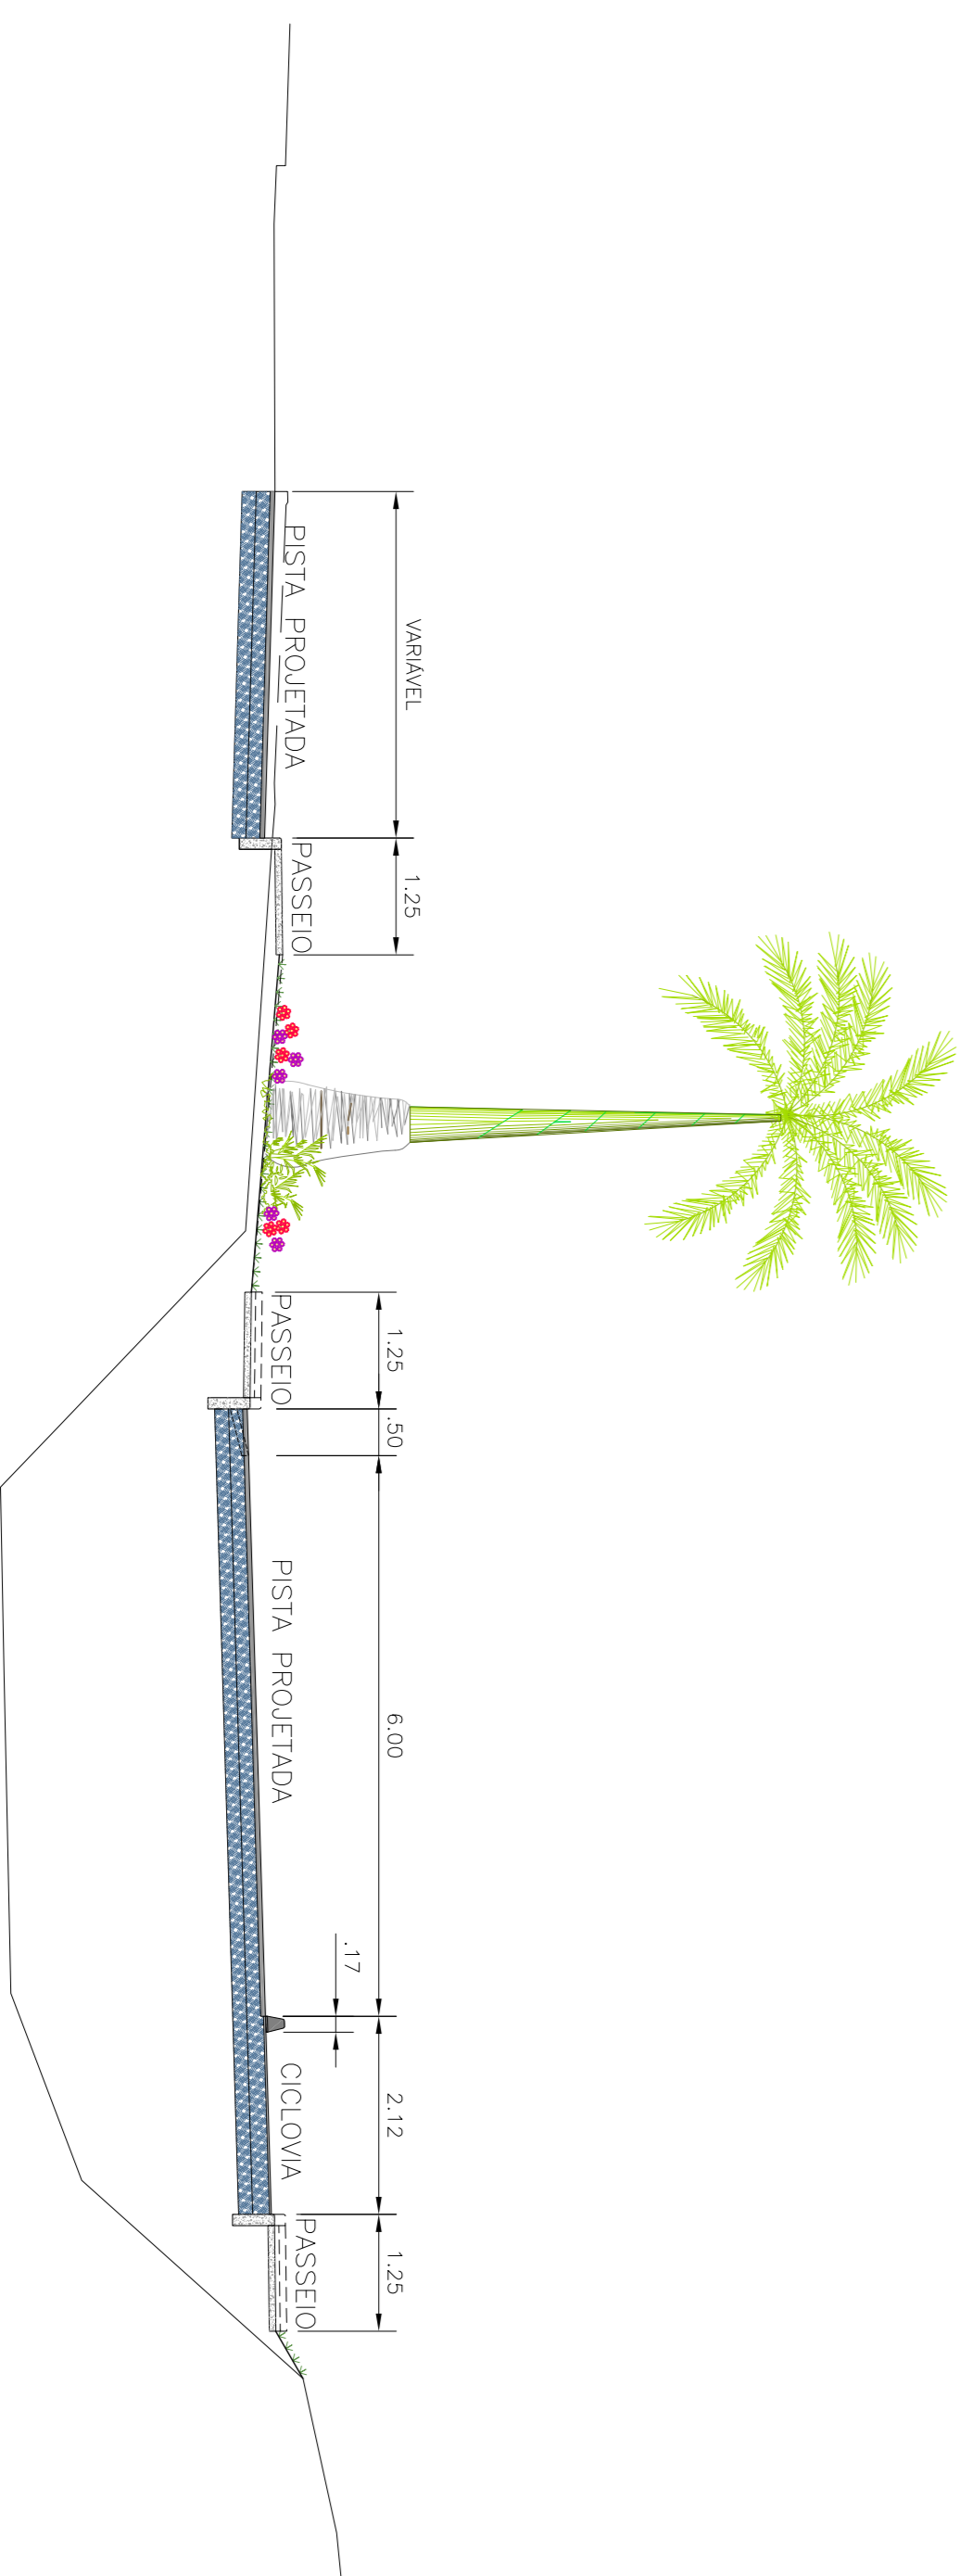 VARIÁVEL
PISTA PROJETADA
1.25
PASSEIO
1.25
PASSEIO
.50
6.00
PISTA PROJETADA
.17
2.12
CICLOVIA
1.25
PASSEIO